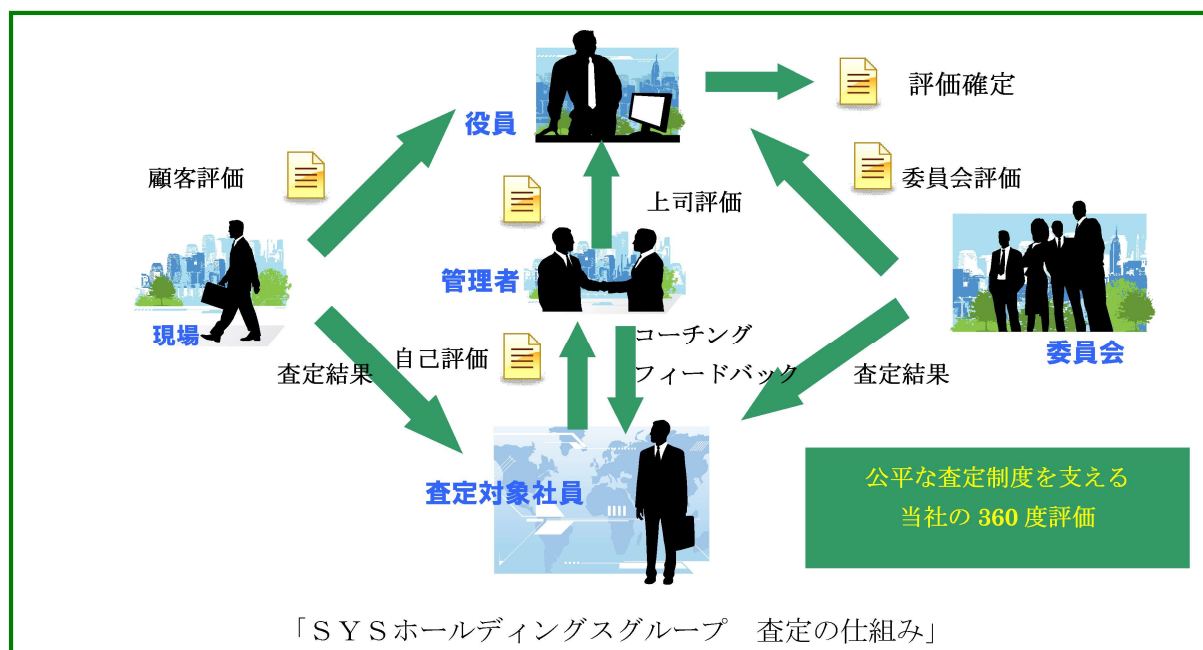 役員
評価確定
顧客評価
委員会評価
上司評価
管理者
現場
委員会
自己評価
コーチング
フィードバック
査定結果
査定結果
査定対象社員
公平な査定制度を支える
当社の 360 度評価
「ＳＹＳホールディングスグループ　査定の仕組み」